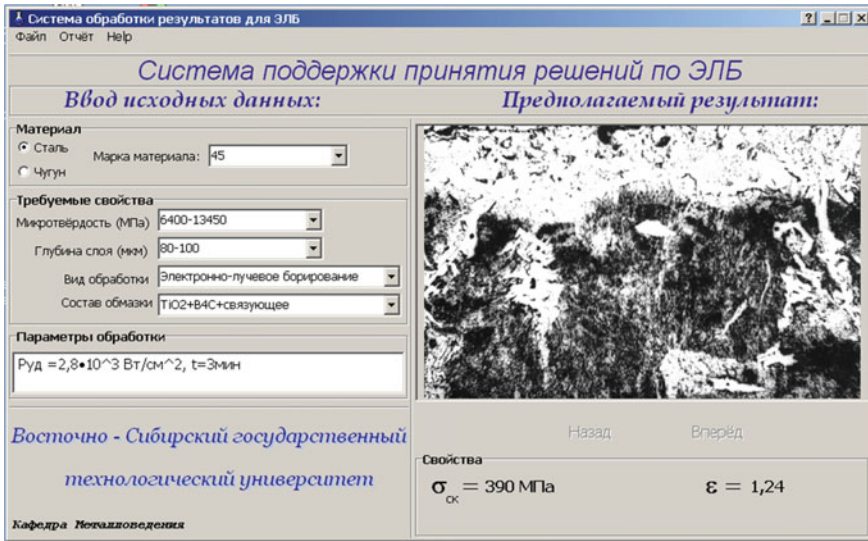 Система обработки результатов для ЭЛБ
Файл Отчёт Help
Система поддержки принятия решений по ЭЛБ
Ввод исходных данных:
Предполагаемый результат:
Материал
Сталь
Чугун
Марка материала: 45
Требуемые свойства
Микротвёрдость (МПа) 6400-13450
Глубина слоя (мкм) 80-100
Вид обработки Электронно-лучевое борирование
Состав обмазки TiO2+B4C+связующее
Параметры обработки
Руд =2,8•10^3 Вт/см^2, t=3мин
Восточно - Сибирский государственный
технологический университет
Кафедра Металловедения
Назад Вперёд
Свойства
σск = 390 МПа ε = 1,24